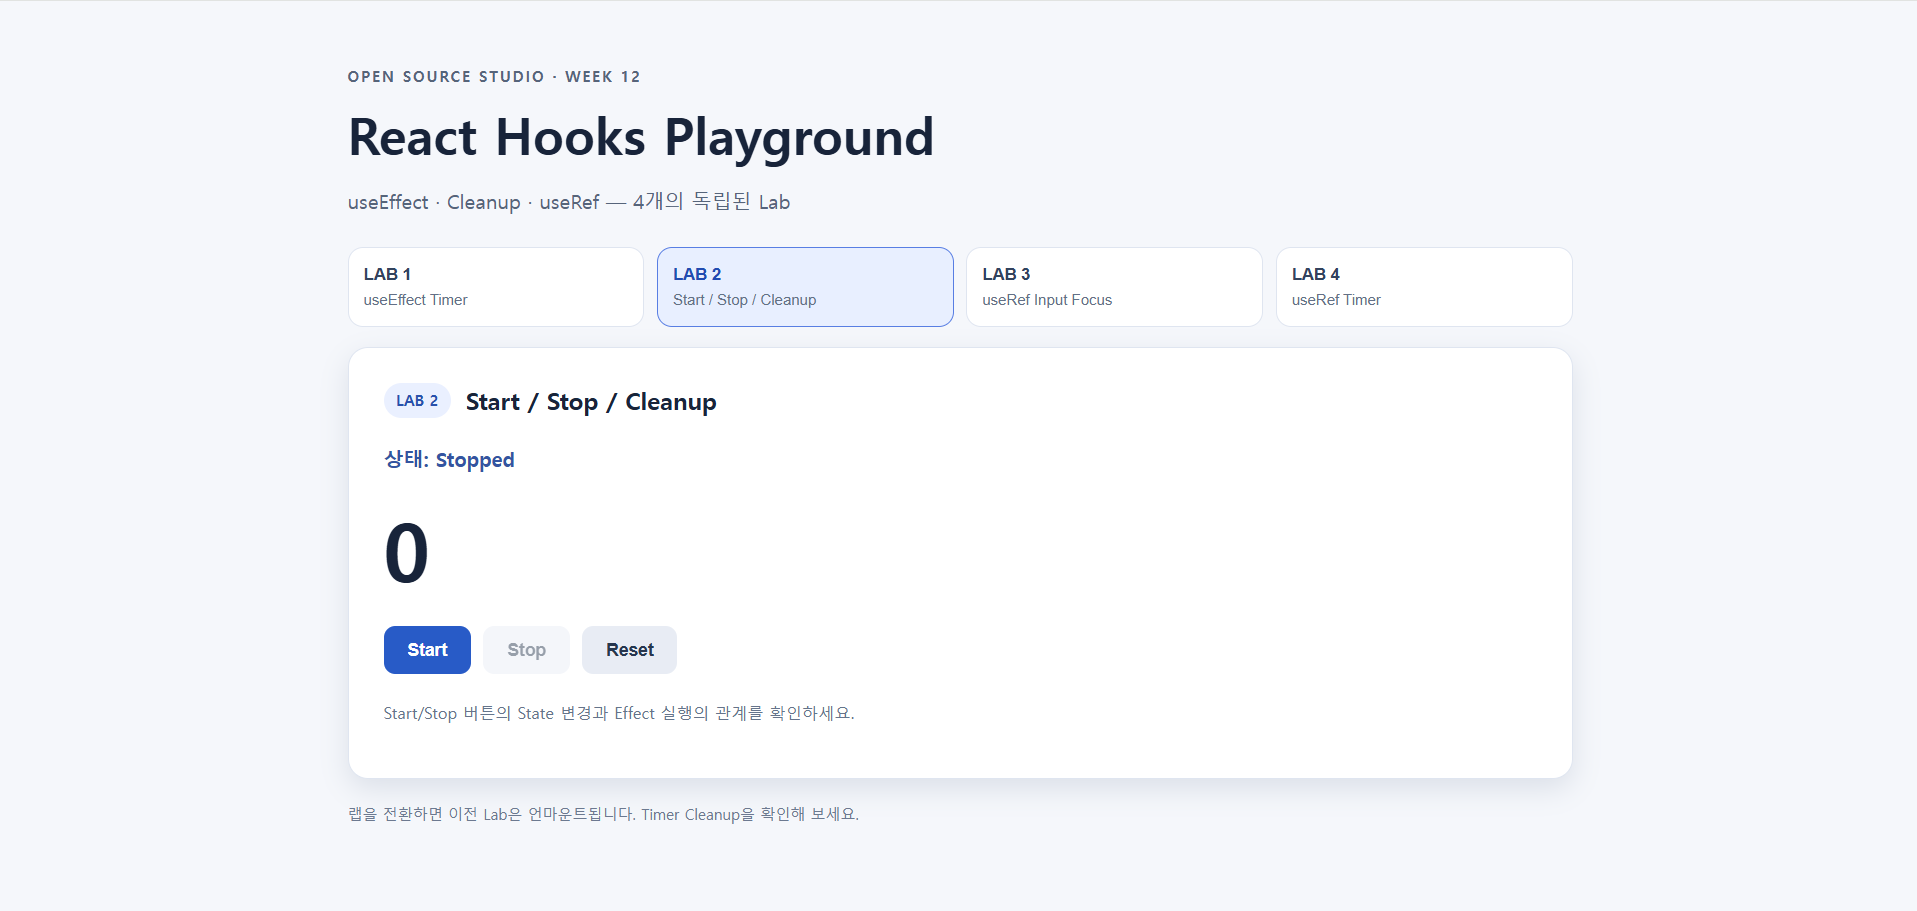 OPEN SOURCE STUDIO · WEEK 12
React Hooks Playground
useEffect · Cleanup · useRef — 4개의 독립된 Lab
LAB 1
useEffect Timer
LAB 2
Start / Stop / Cleanup
LAB 3
useRef Input Focus
LAB 4
useRef Timer
LAB 2 Start / Stop / Cleanup
상태: Stopped
0
Start Stop Reset
Start/Stop 버튼의 State 변경과 Effect 실행의 관계를 확인하세요.
랩을 전환하면 이전 Lab은 언마운트됩니다. Timer Cleanup을 확인해 보세요.